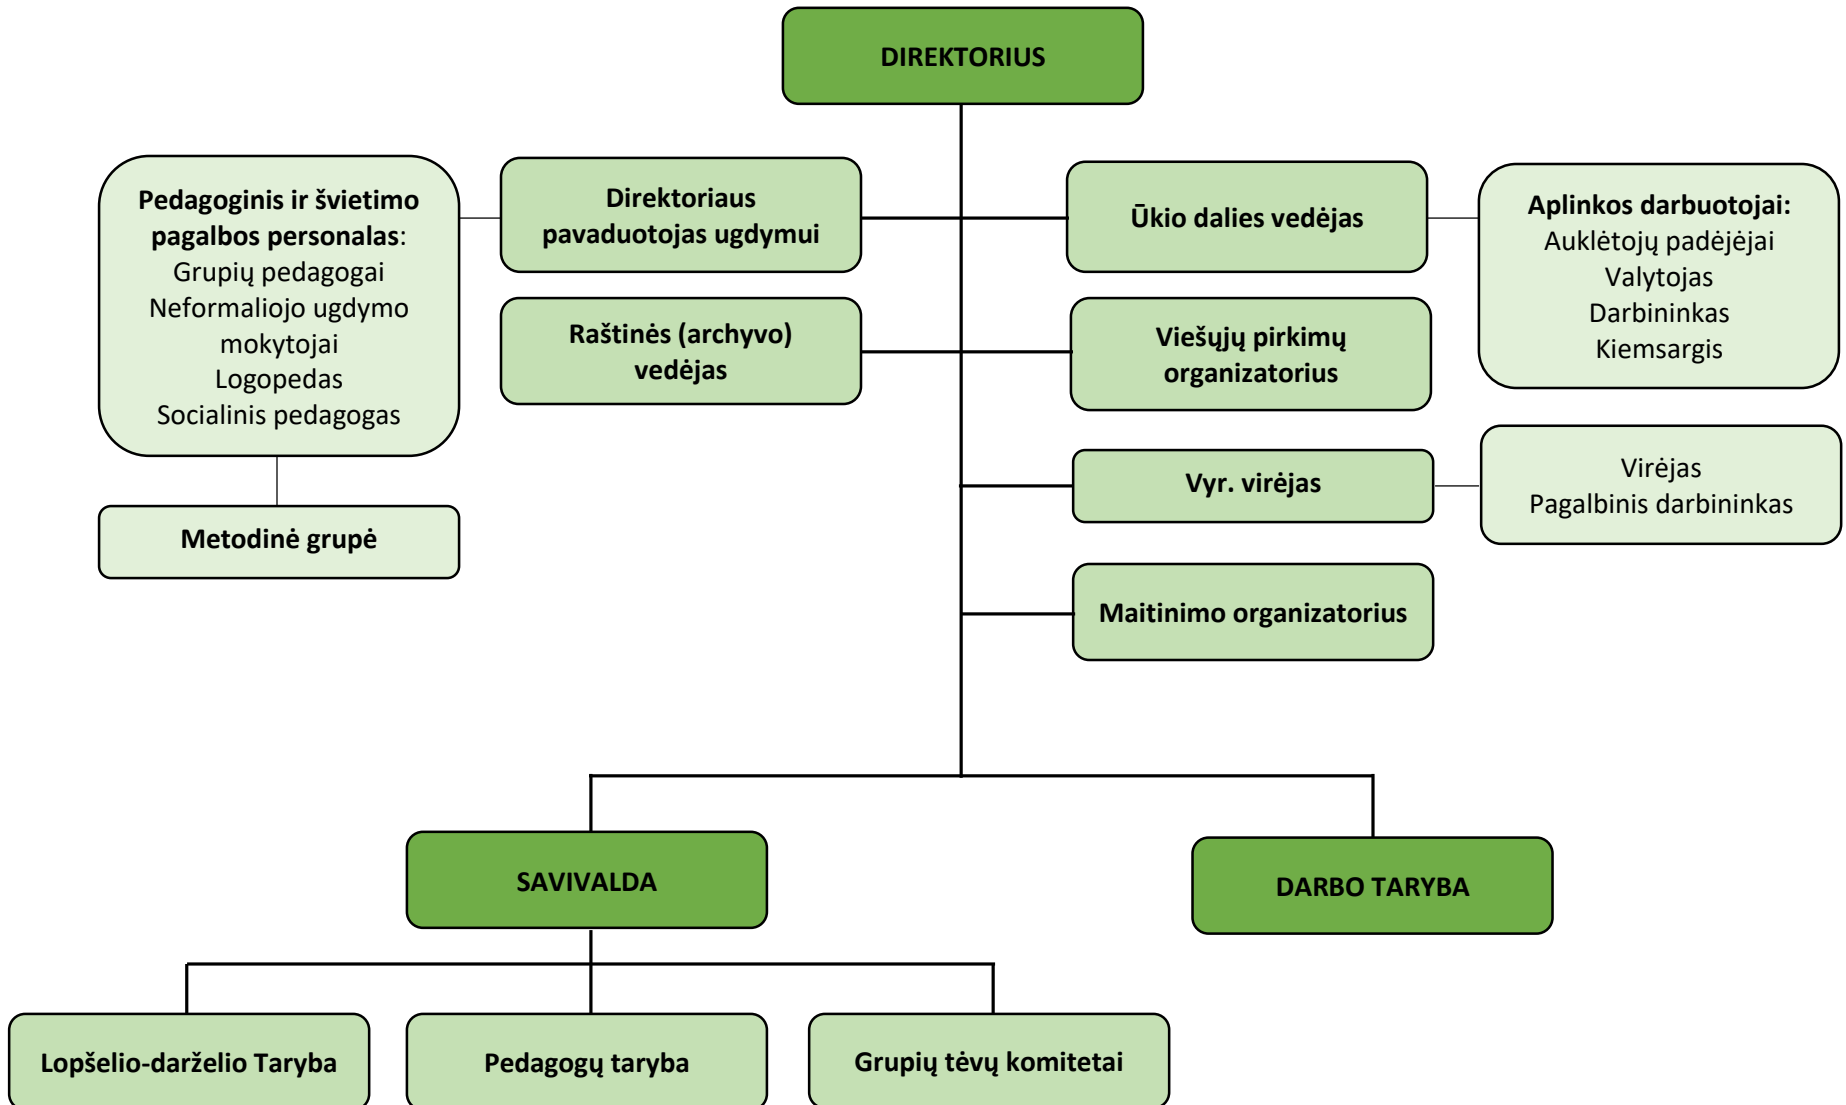 DIREKTORIUS
Pedagoginis ir švietimo
pagalbos personalas:
Grupių pedagogai
Neformaliojo ugdymo
mokytojai
Logopedas
Socialinis pedagogas
Direktoriaus
pavaduotojas ugdymui
Ūkio dalies vedėjas
Aplinkos darbuotojai:
Auklėtojų padėjėjai
Valytojas
Darbininkas
Kiemsargis
Raštinės (archyvo)
vedėjas
Viešųjų pirkimų
organizatorius
Metodinė grupė
Vyr. virėjas
Virėjas
Pagalbinis darbininkas
Maitinimo organizatorius
SAVIVALDA
DARBO TARYBA
Lopšelio-darželio Taryba
Pedagogų taryba
Grupių tėvų komitetai